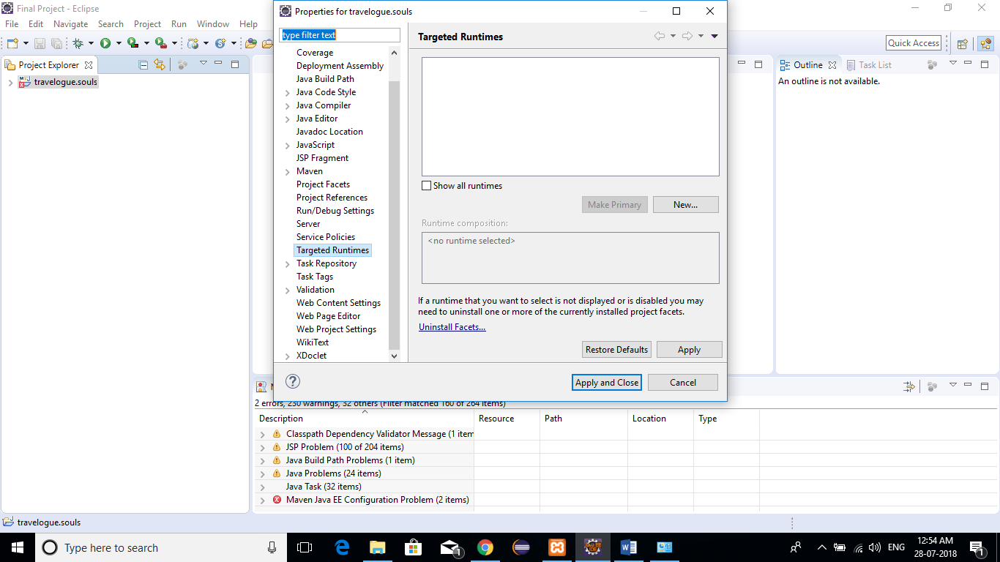 Final Project - Eclipse
File Edit Navigate Search Project Run Window Help
Quick Access
Project Explorer
travelogue.souls
Properties for travelogue.souls
type filter text
Coverage
Deployment Assembly
Java Build Path
Java Code Style
Java Compiler
Java Editor
Javadoc Location
JavaScript
JSP Fragment
Maven
Project Facets
Project References
Run/Debug Settings
Server
Service Policies
Targeted Runtimes
Task Repository
Task Tags
Validation
Web Content Settings
Web Page Editor
Web Project Settings
WikiText
XDoclet
Targeted Runtimes
Show all runtimes
Make Primary New...
Runtime composition:
<no runtime selected>
If a runtime that you want to select is not displayed or is disabled you may
need to uninstall one or more of the currently installed project facets.
Uninstall Facets...
Restore Defaults Apply
Apply and Close Cancel
Outline Task List
An outline is not available.
2 errors, 230 warnings, 32 others (Filter matched 160 of 264 items)
Description Resource Path Location Type
Classpath Dependency Validator Message (1 item
JSP Problem (100 of 204 items)
Java Build Path Problems (1 item)
Java Problems (24 items)
Java Task (32 items)
Maven Java EE Configuration Problem (2 items)
travelogue.souls
Type here to search
1
JAVA EE
IDE
ENG
12:54 AM
28-07-2018
1